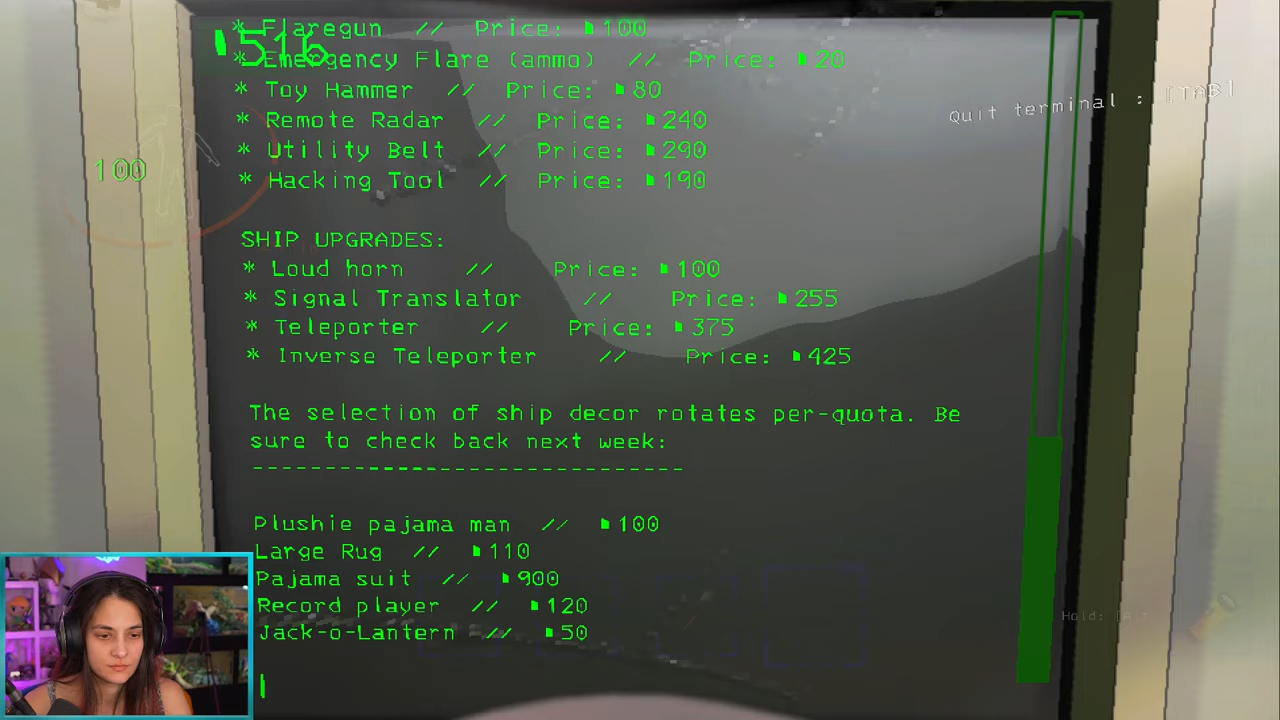 * Flaregun // Price: ▮100
▮516
* Emergency Flare (ammo) // Price: ▮20
* Toy Hammer // Price: ▮80
Quit terminal : [TAB]
* Remote Radar // Price: ▮240
* Utility Belt // Price: ▮290
100
* Hacking Tool // Price: ▮190
SHIP UPGRADES:
* Loud horn // Price: ▮100
* Signal Translator // Price: ▮255
* Teleporter // Price: ▮375
* Inverse Teleporter // Price: ▮425
The selection of ship decor rotates per-quota. Be
sure to check back next week:
------------------------------
Plushie pajama man // ▮100
Large Rug // ▮110
Pajama suit // ▮900
Record player // ▮120
Hold:
Jack-o-Lantern // ▮50